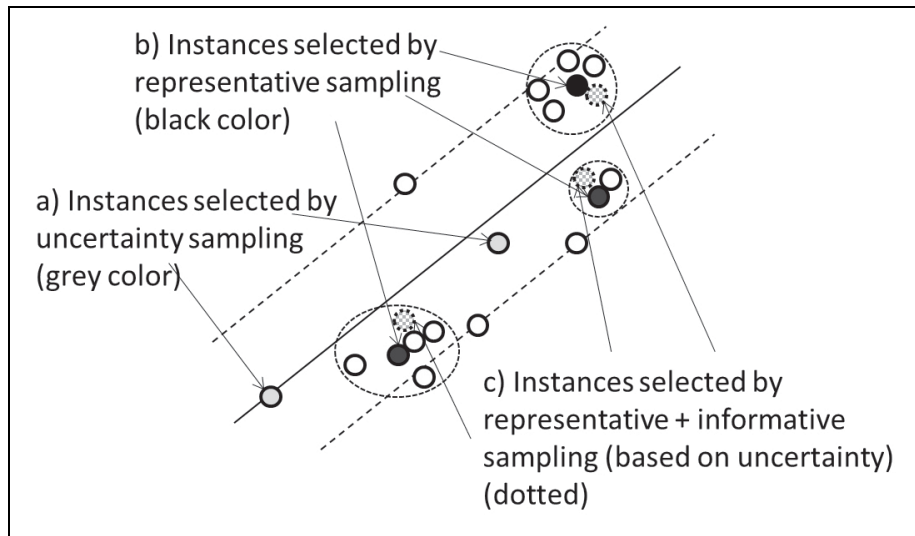 b) Instances selected by
representative sampling
(black color)
a) Instances selected by
uncertainty sampling
(grey color)
c) Instances selected by
representative + informative
sampling (based on uncertainty)
(dotted)